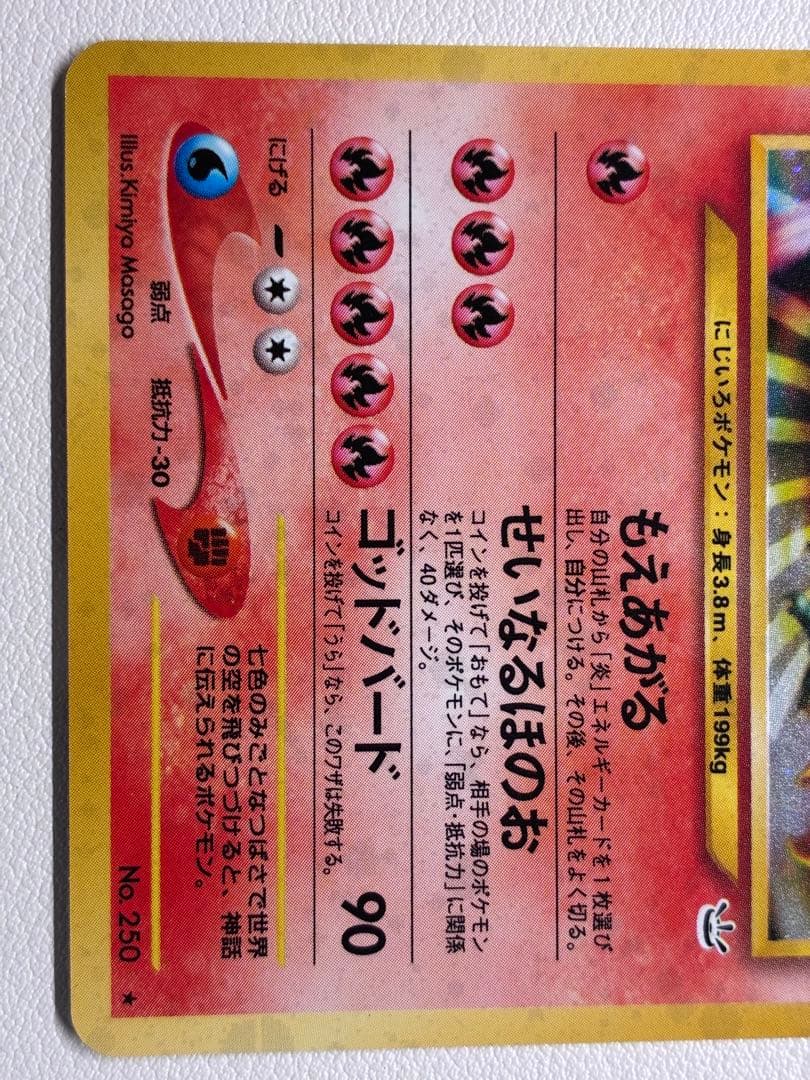 にじいろポケモン：身長3.8m、体重199kg
もえあがる
自分の山札から「炎」エネルギーカードを1枚選び
出し、自分につける。その後、その山札をよく切る。
せいなるほのお
コインを投げて「おもて」なら、相手の場のポケモン
を1匹選び、そのポケモンに、「弱点・抵抗力」に関係
なく、40ダメージ。
ゴッドバード 90
コインを投げて「うら」なら、このワザは失敗する。
にげる
弱点
抵抗力-30
七色のみごとなつばさで世界
の空を飛びつづけると、神話
に伝えられるポケモン。
Illus.Kimiya Masago
No. 250 ★